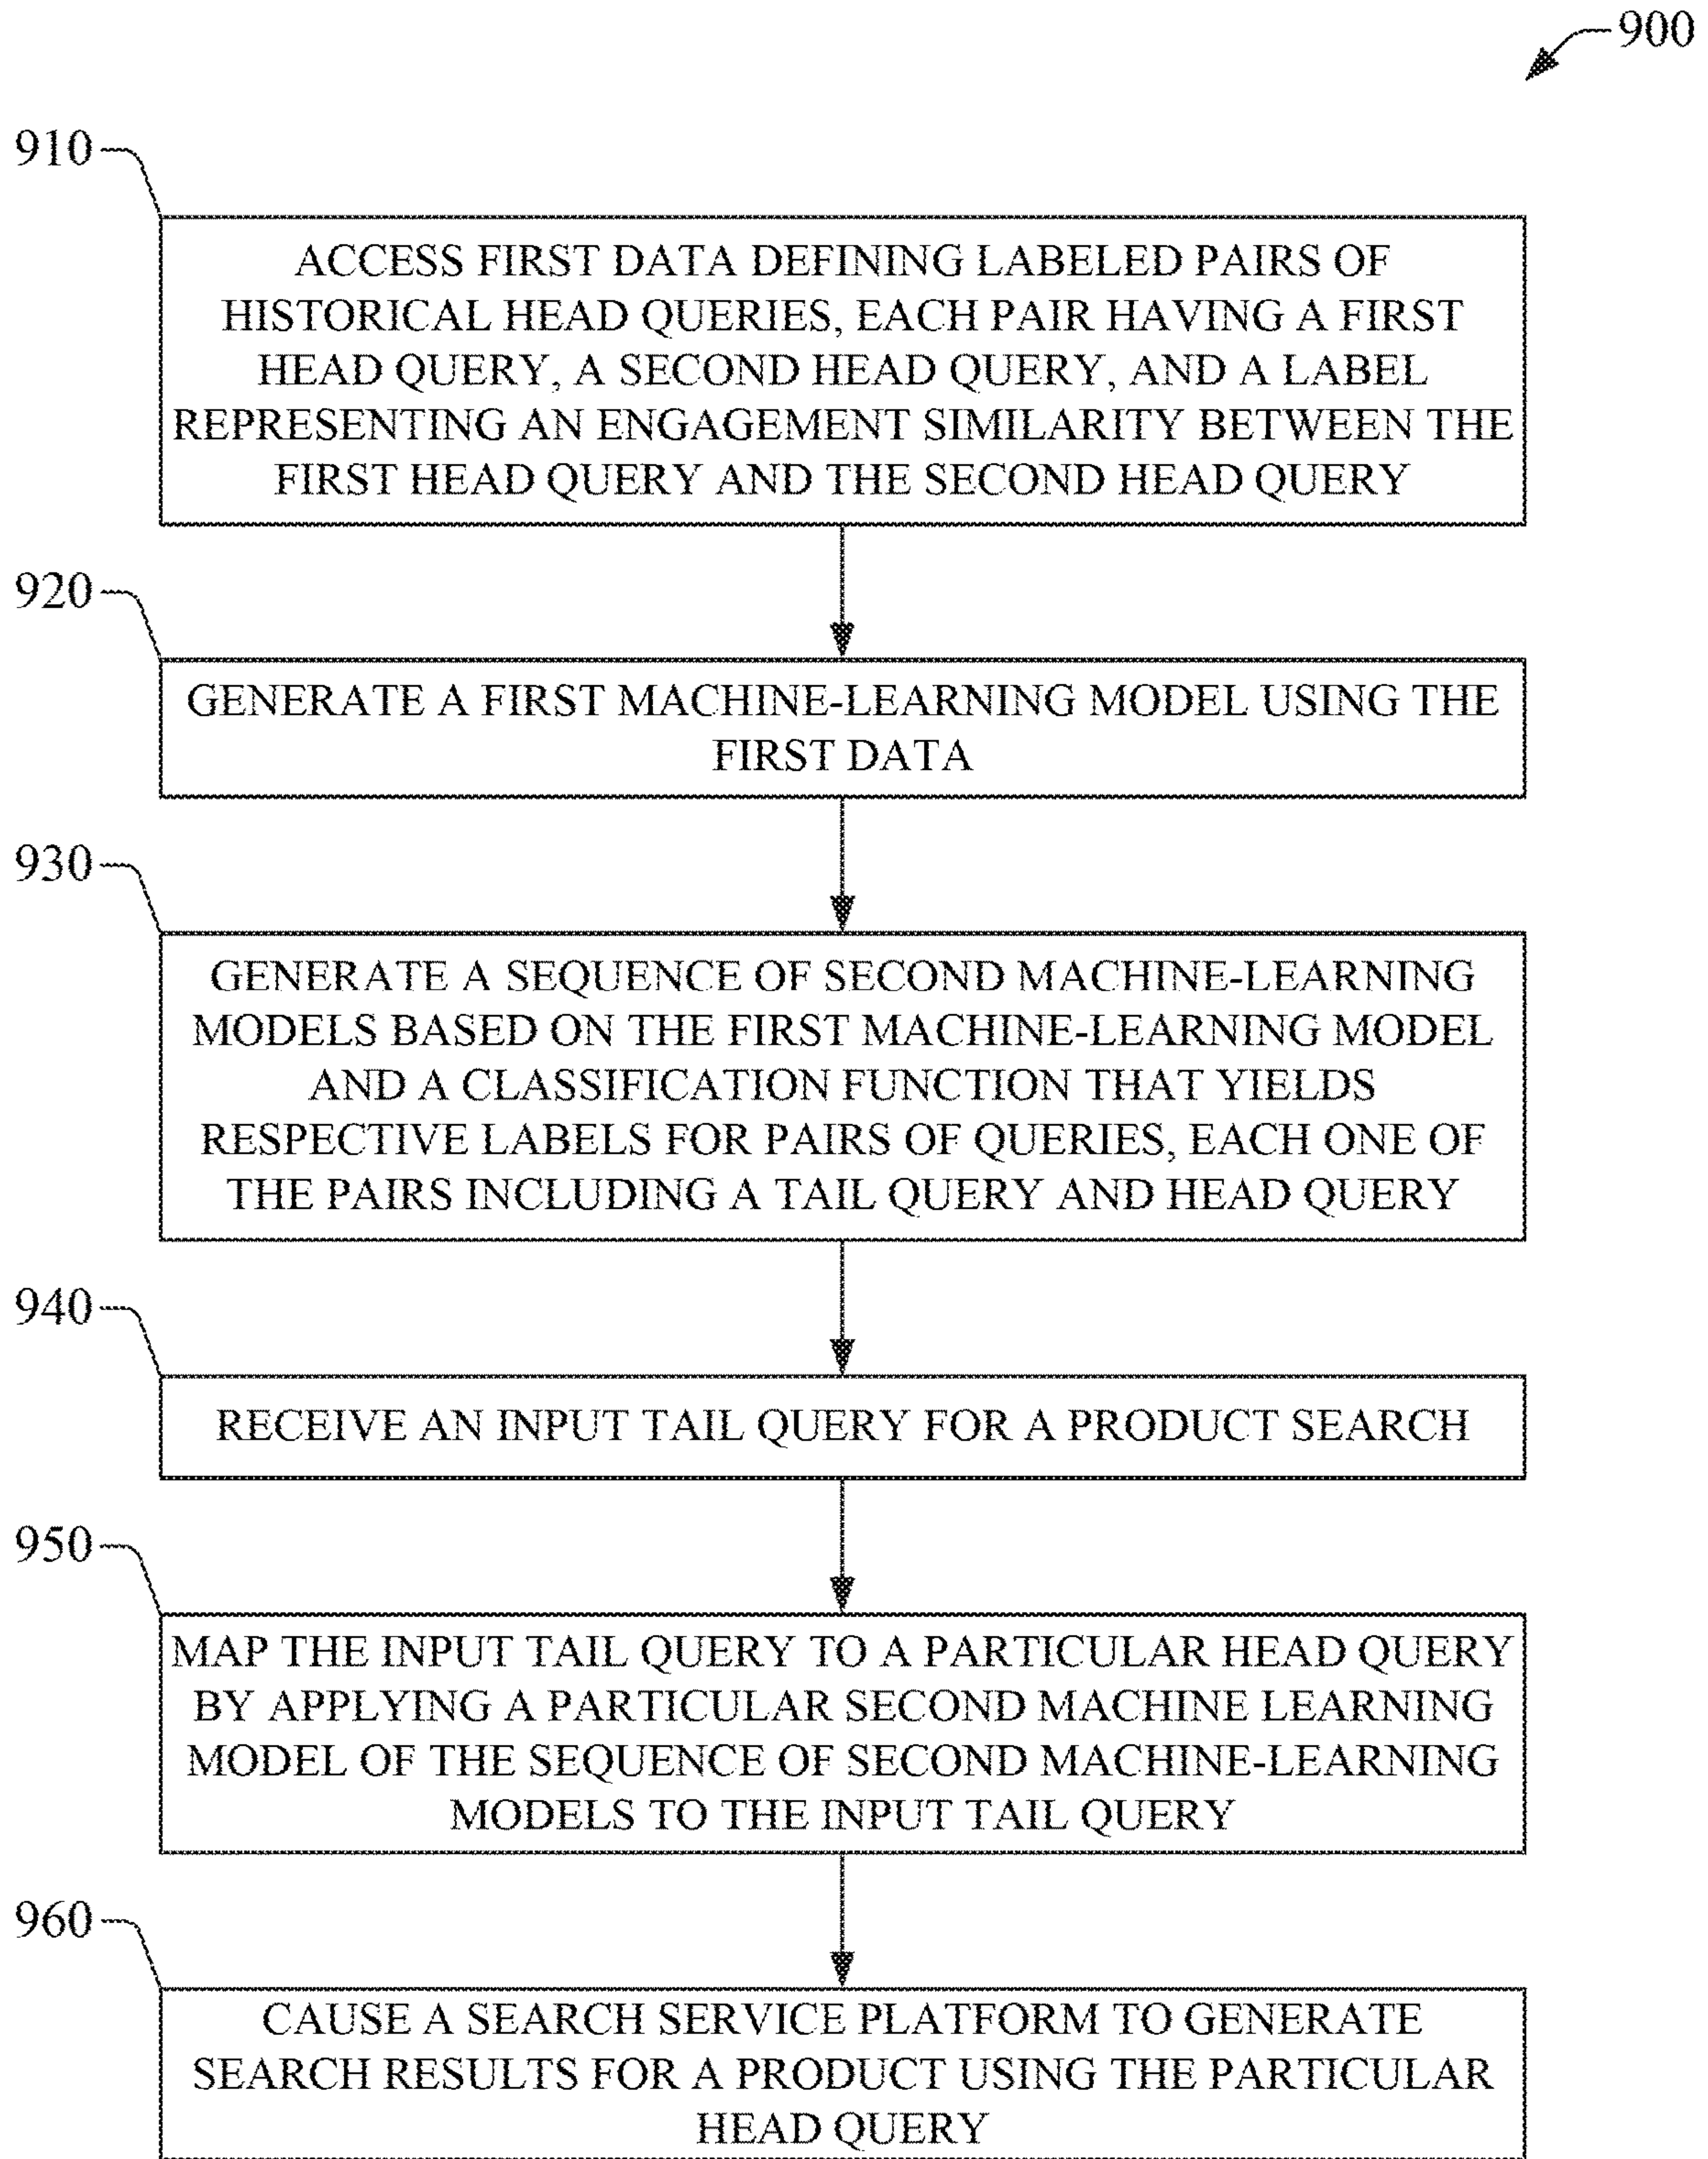 900
910
ACCESS FIRST DATA DEFINING LABELED PAIRS OF
HISTORICAL HEAD QUERIES, EACH PAIR HAVING A FIRST
HEAD QUERY, A SECOND HEAD QUERY, AND A LABEL
REPRESENTING AN ENGAGEMENT SIMILARITY BETWEEN THE
FIRST HEAD QUERY AND THE SECOND HEAD QUERY
920
GENERATE A FIRST MACHINE-LEARNING MODEL USING THE
FIRST DATA
930
GENERATE A SEQUENCE OF SECOND MACHINE-LEARNING
MODELS BASED ON THE FIRST MACHINE-LEARNING MODEL
AND A CLASSIFICATION FUNCTION THAT YIELDS
RESPECTIVE LABELS FOR PAIRS OF QUERIES, EACH ONE OF
THE PAIRS INCLUDING A TAIL QUERY AND HEAD QUERY
940
RECEIVE AN INPUT TAIL QUERY FOR A PRODUCT SEARCH
950
MAP THE INPUT TAIL QUERY TO A PARTICULAR HEAD QUERY
BY APPLYING A PARTICULAR SECOND MACHINE LEARNING
MODEL OF THE SEQUENCE OF SECOND MACHINE-LEARNING
MODELS TO THE INPUT TAIL QUERY
960
CAUSE A SEARCH SERVICE PLATFORM TO GENERATE
SEARCH RESULTS FOR A PRODUCT USING THE PARTICULAR
HEAD QUERY